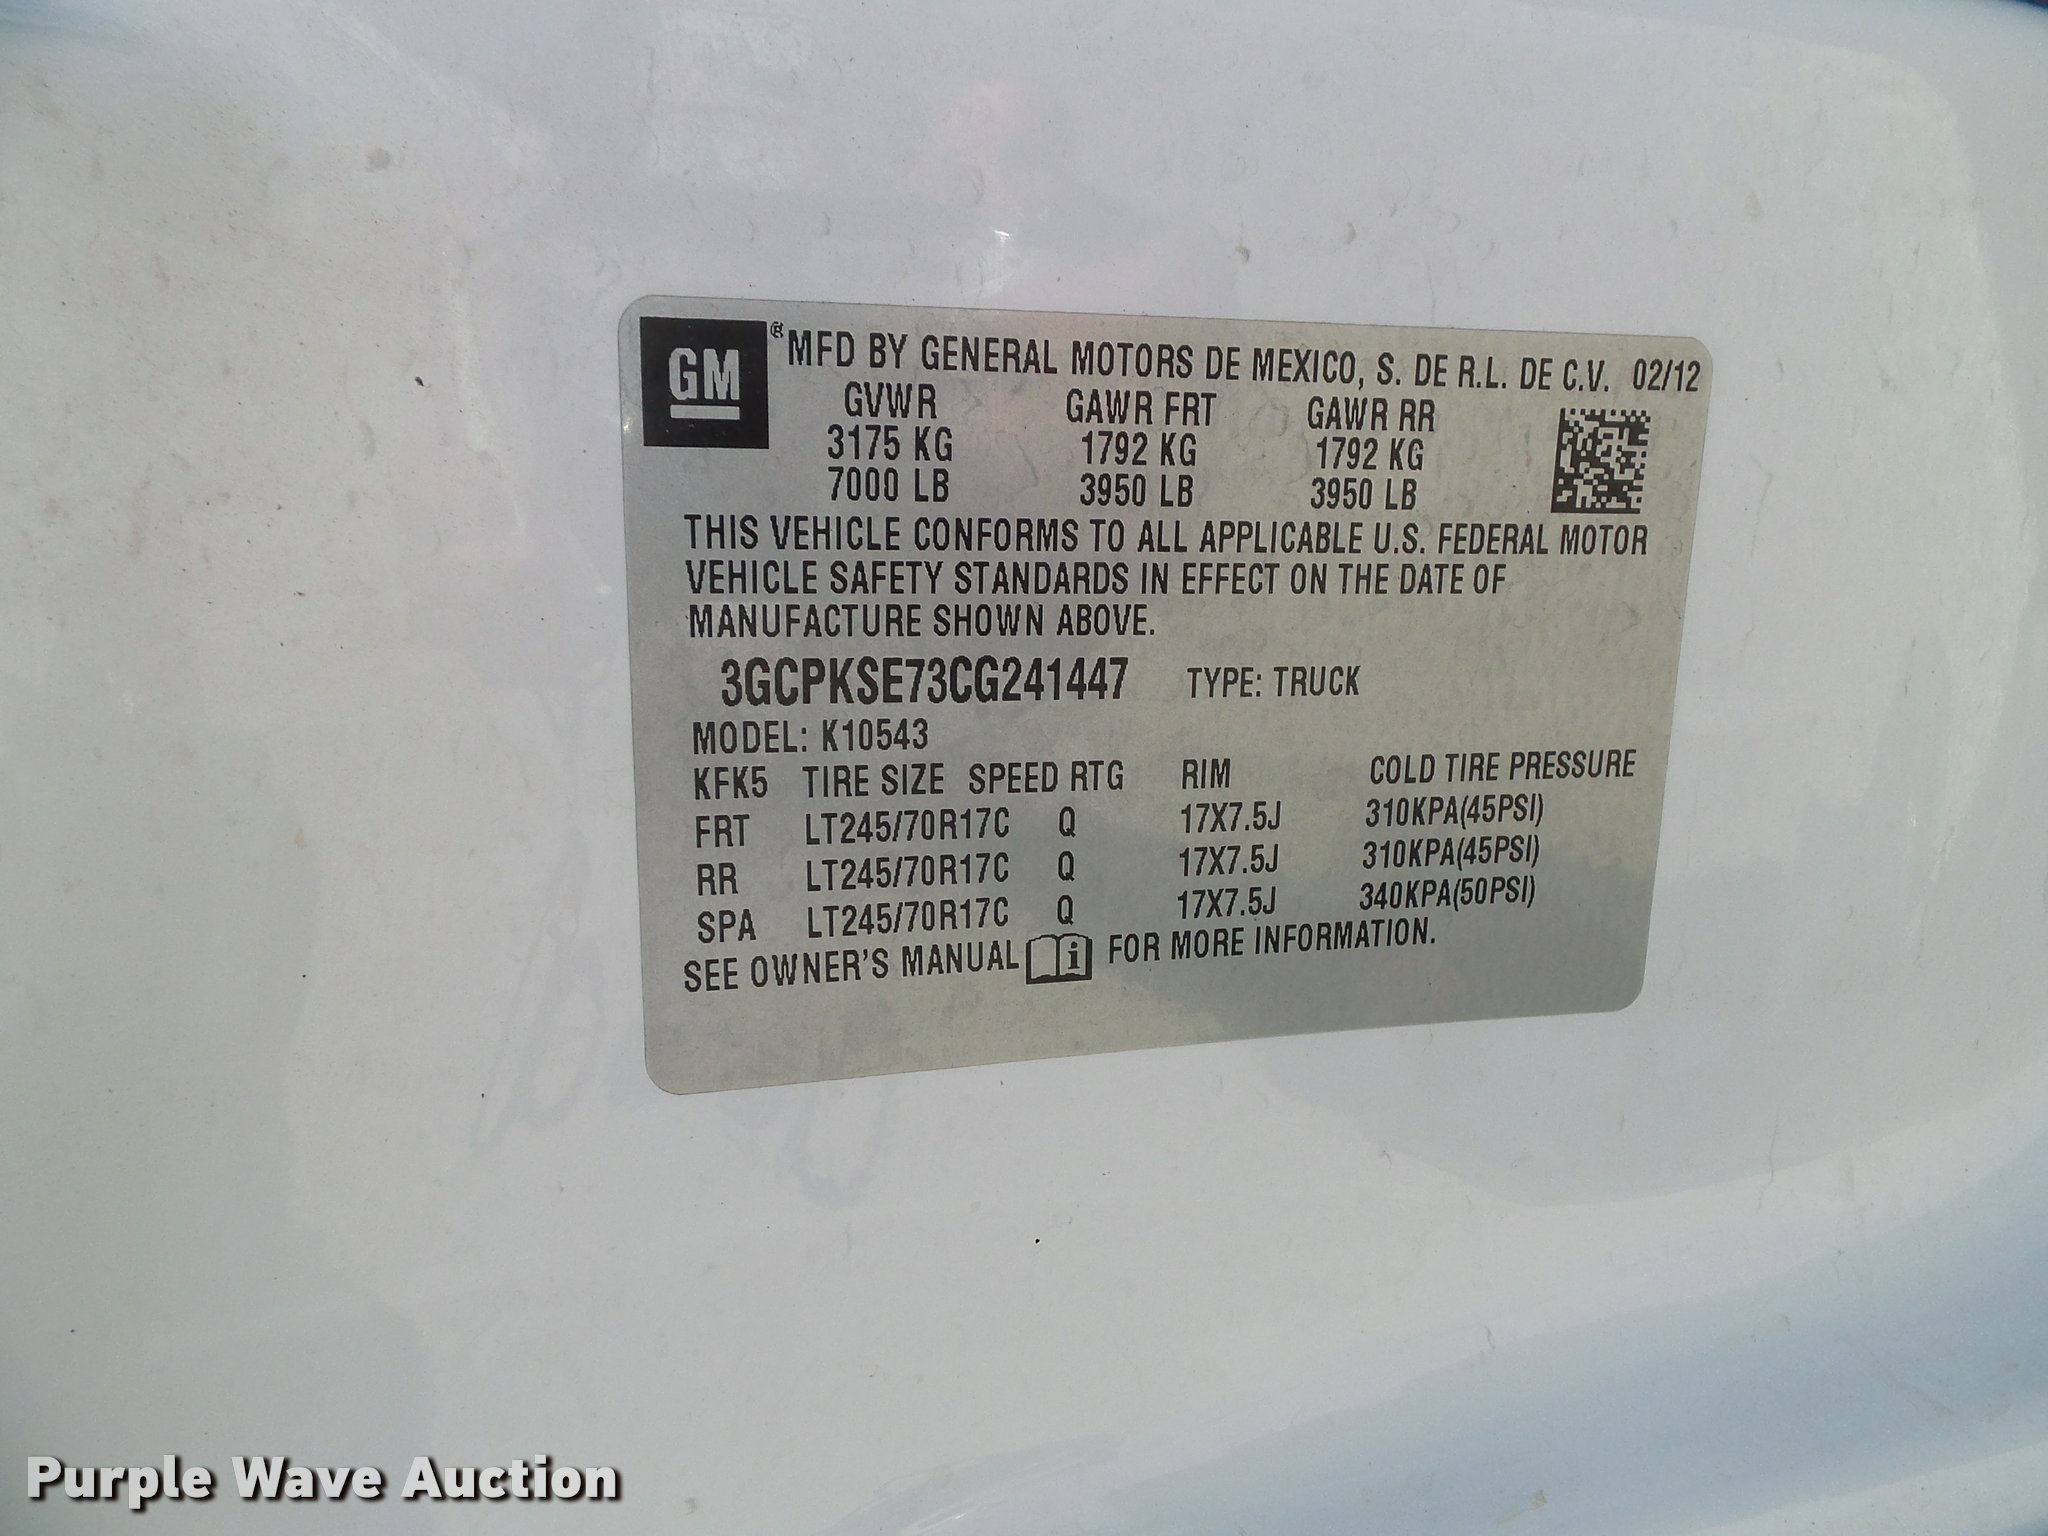 GM ® MFD BY GENERAL MOTORS DE MEXICO, S. DE R.L. DE C.V. 02/12
GVWR GAWR FRT GAWR RR
3175 KG 1792 KG 1792 KG
7000 LB 3950 LB 3950 LB
THIS VEHICLE CONFORMS TO ALL APPLICABLE U.S. FEDERAL MOTOR
VEHICLE SAFETY STANDARDS IN EFFECT ON THE DATE OF
MANUFACTURE SHOWN ABOVE.
3GCPKSE73CG241447 TYPE: TRUCK
MODEL: K10543
KFK5 TIRE SIZE SPEED RTG RIM COLD TIRE PRESSURE
FRT LT245/70R17C Q 17X7.5J 310KPA(45PSI)
RR LT245/70R17C Q 17X7.5J 310KPA(45PSI)
SPA LT245/70R17C Q 17X7.5J 340KPA(50PSI)
SEE OWNER'S MANUAL i FOR MORE INFORMATION.
Purple Wave Auction